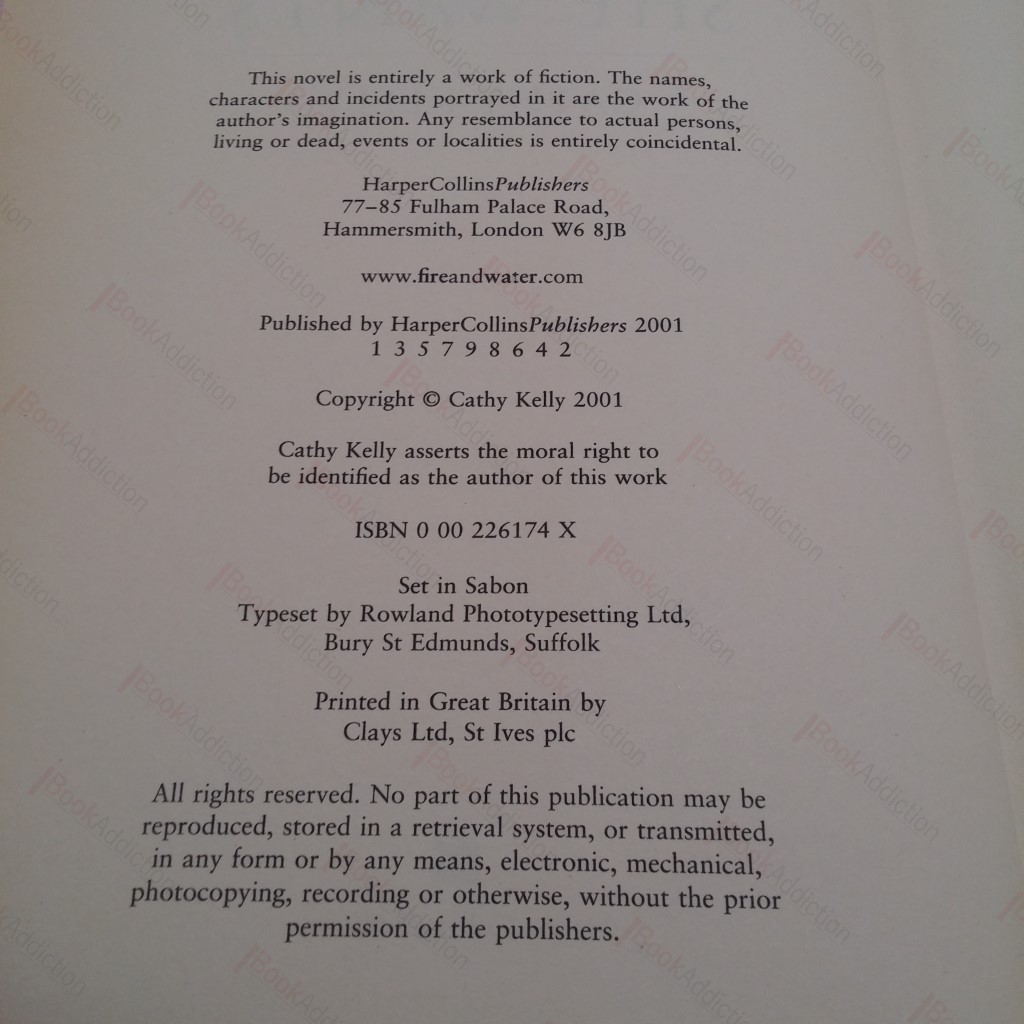 This novel is entirely a work of fiction. The names,
characters and incidents portrayed in it are the work of the
author's imagination. Any resemblance to actual persons,
living or dead, events or localities is entirely coincidental.
HarperCollinsPublishers
77–85 Fulham Palace Road,
Hammersmith, London W6 8JB
www.fireandwater.com
Published by HarperCollinsPublishers 2001
1 3 5 7 9 8 6 4 2
Copyright © Cathy Kelly 2001
Cathy Kelly asserts the moral right to
be identified as the author of this work
ISBN 0 00 226174 X
Set in Sabon
Typeset by Rowland Phototypesetting Ltd,
Bury St Edmunds, Suffolk
Printed in Great Britain by
Clays Ltd, St Ives plc
All rights reserved. No part of this publication may be
reproduced, stored in a retrieval system, or transmitted,
in any form or by any means, electronic, mechanical,
photocopying, recording or otherwise, without the prior
permission of the publishers.
BookAddiction